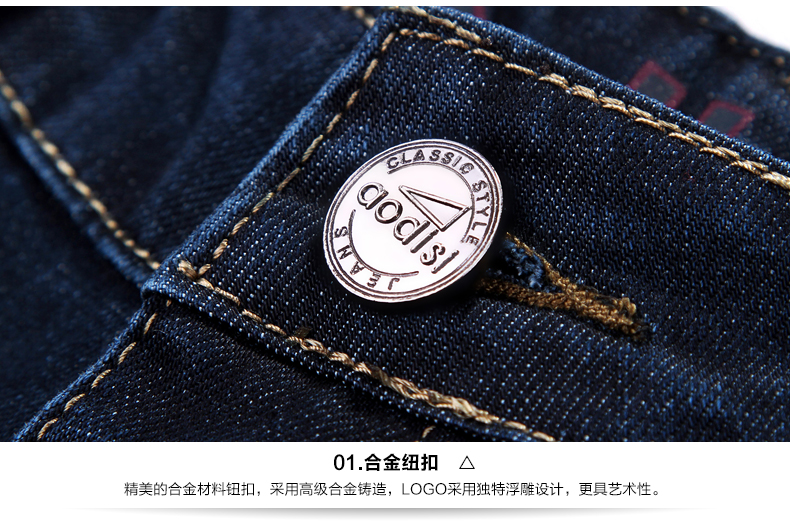 CLASSIC STYLE
aodlsi
JEANS
01.合金纽扣 △
精美的合金材料钮扣，采用高级合金铸造，LOGO采用独特浮雕设计，更具艺术性。